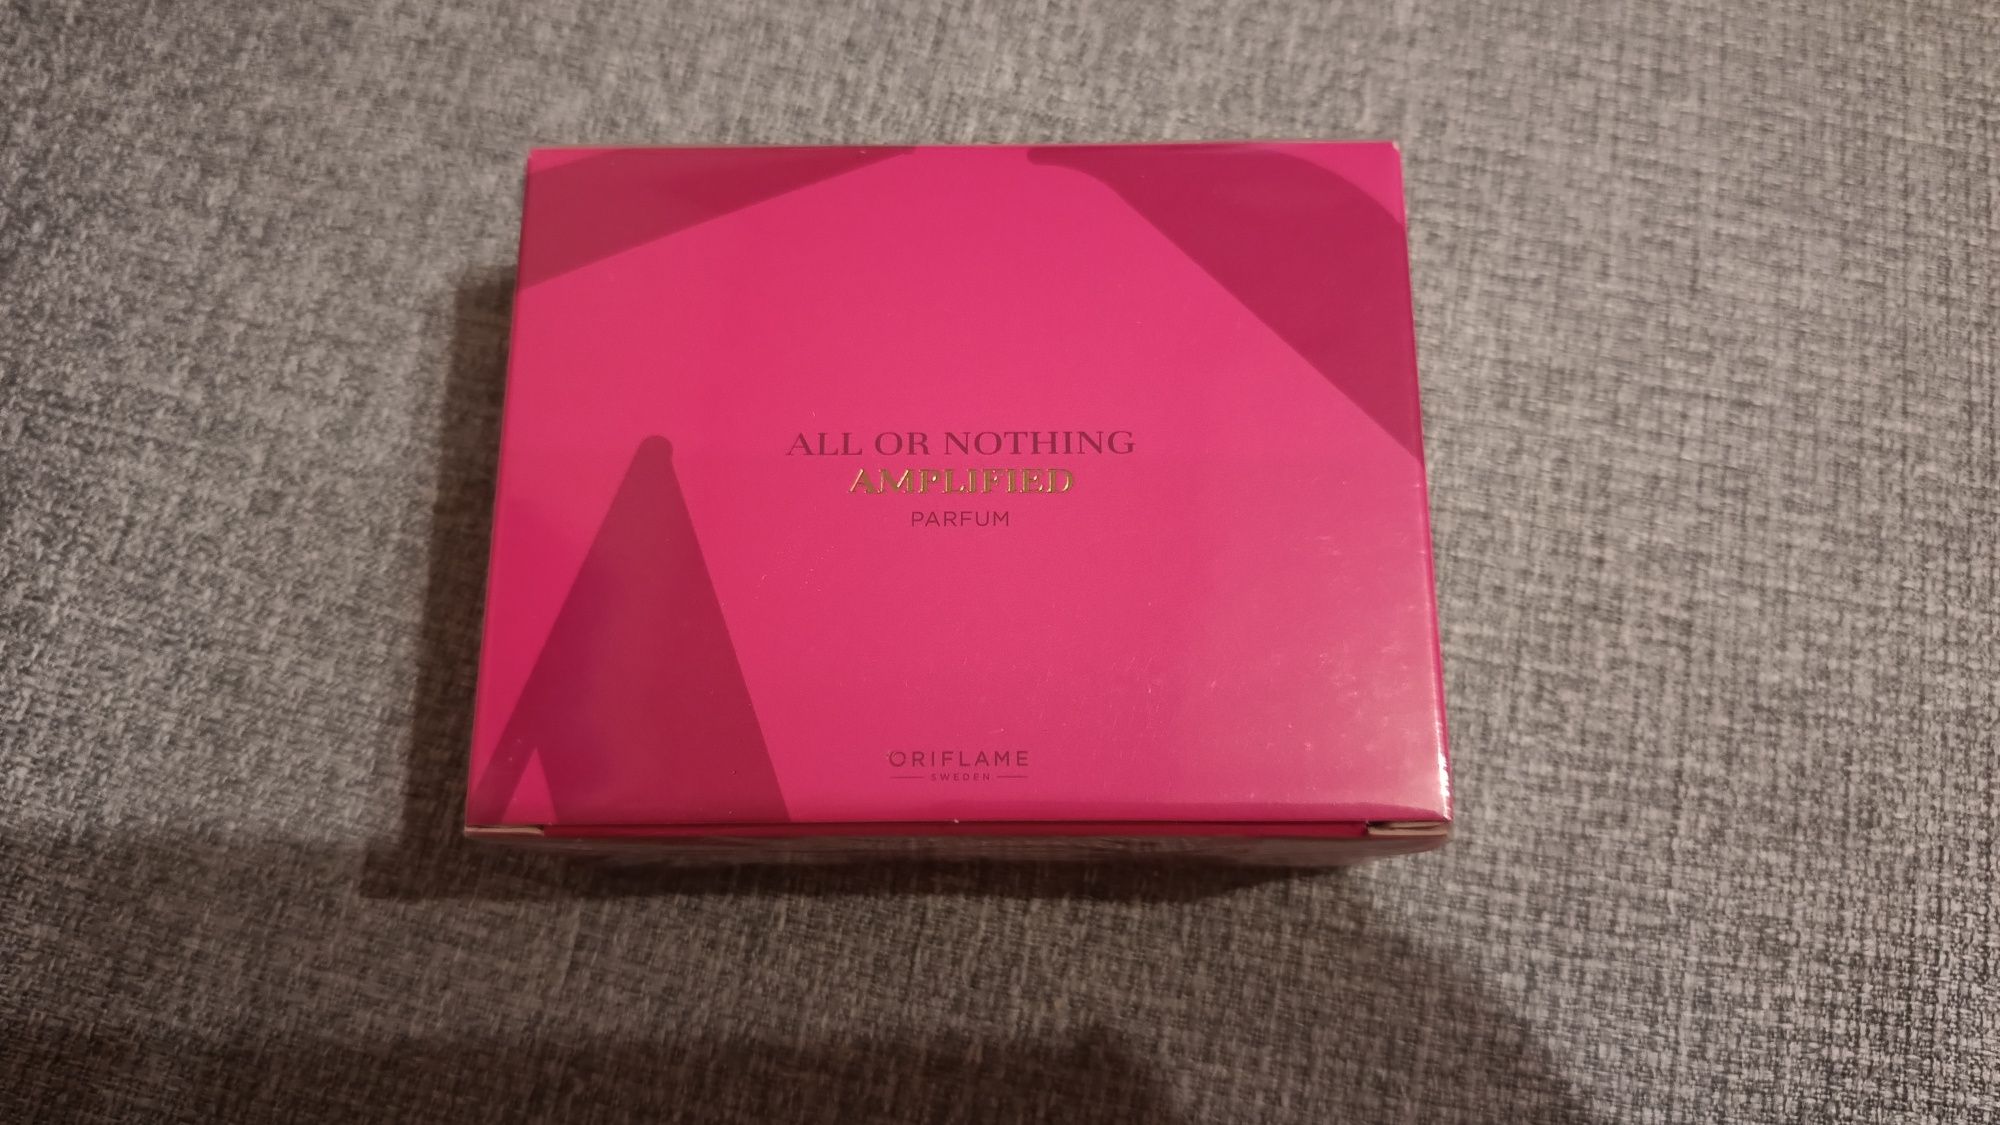 ALL OR NOTHING
AMPLIFIED
PARFUM
ORIFLAME
SWEDEN